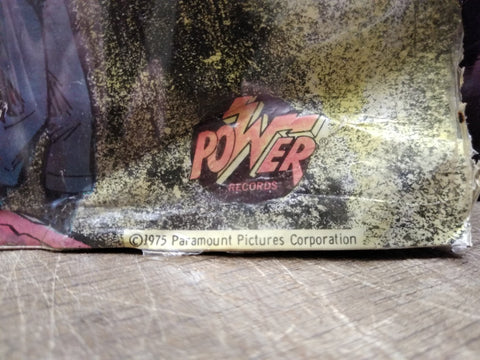 POWER
RECORDS
©1975 Paramount Pictures Corporation